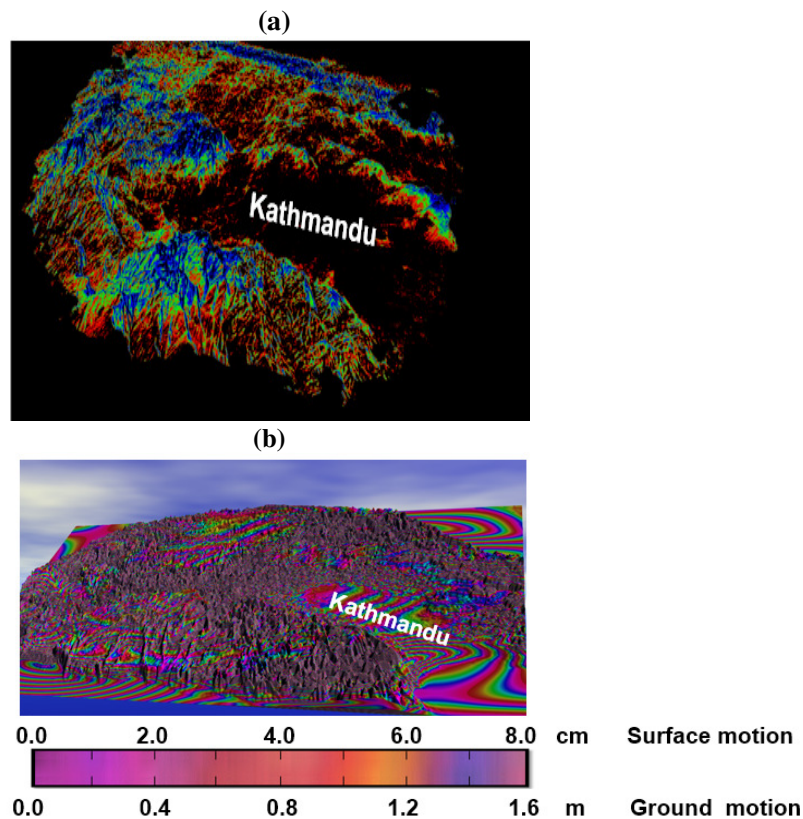 (a)
Kathmandu
(b)
Kathmandu
0.0 2.0 4.0 6.0 8.0 cm Surface motion
0.0 0.4 0.8 1.2 1.6 m Ground motion